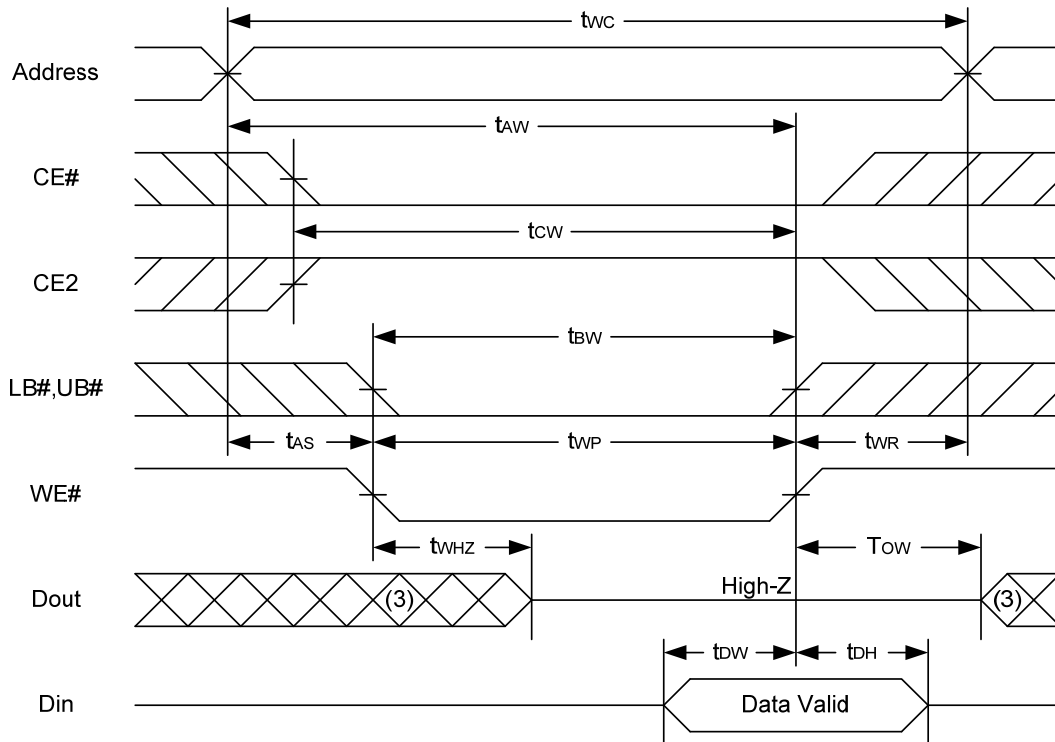 tWC
Address
tAW
CE#
tCW
CE2
tBW
LB#,UB#
tAS
tWP
tWR
WE#
tWHZ
TOW
Dout
(3)
High-Z
(3)
tDW
tDH
Din
Data Valid